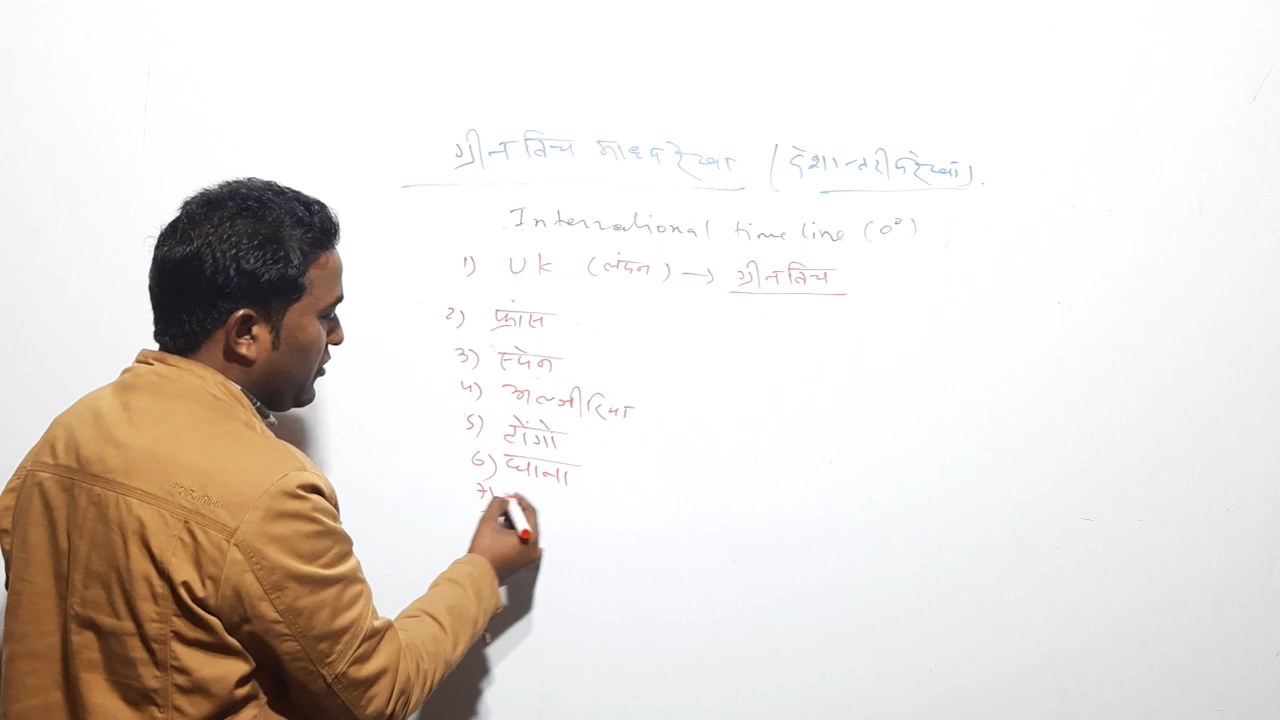 ग्रीनविच माध्य रेखा (देशान्तरीय रेखा)
International time line (0°)
1) UK (लंदन) → ग्रीनविच
2) फ्रांस
3) स्पेन
4) अल्जीरिया
5) टोंगो
6) घाना
7)